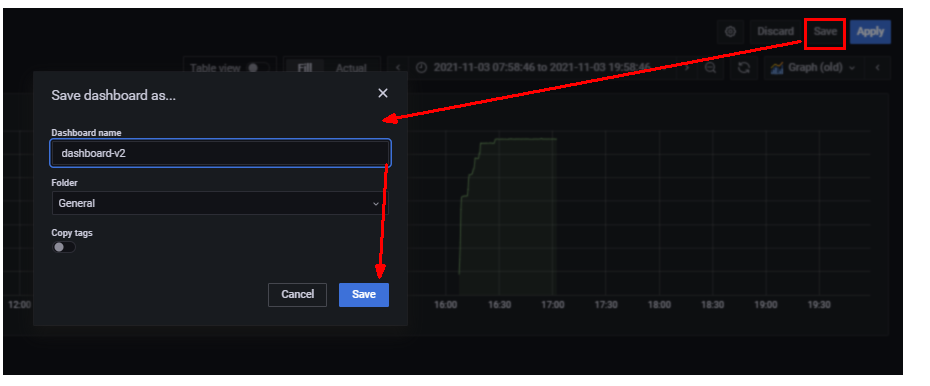 Discard Save Apply
Table view Fill Actual 2021-11-03 07:58:46 to 2021-11-03 19:58:46 Graph (old)
Save dashboard as...
Dashboard name
dashboard-v2
Folder
General
Copy tags
Cancel Save
12:00 16:00 16:30 17:00 17:30 18:00 18:30 19:00 19:30